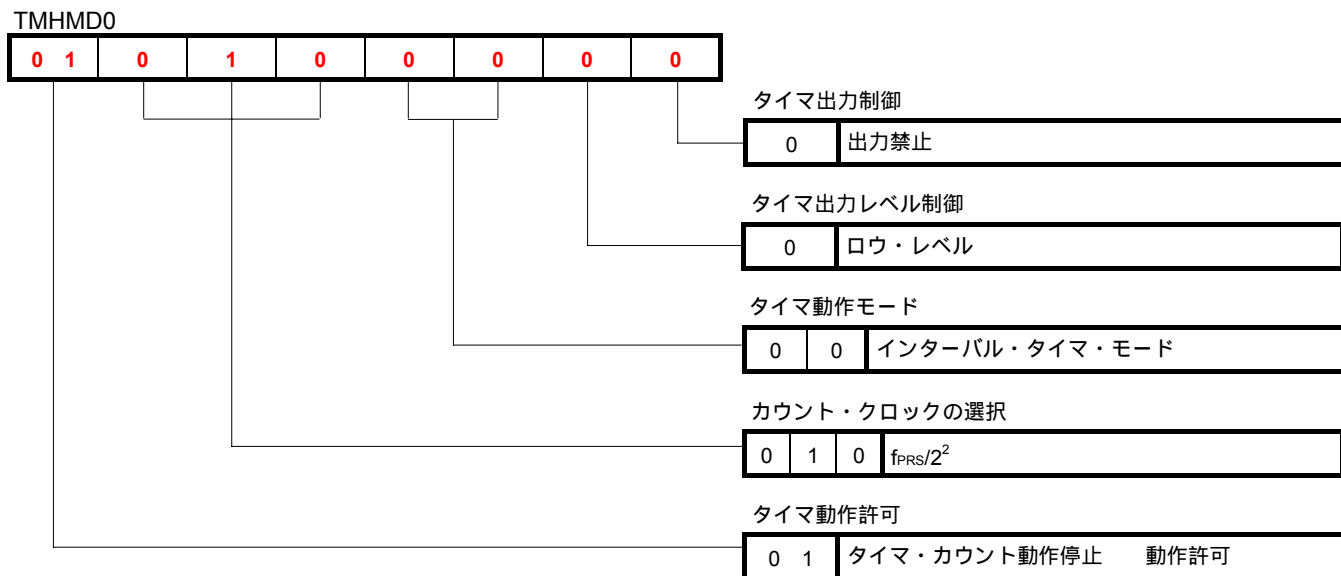 TMHMD0
0 1 0 1 0 0 0 0 0
タイマ出力制御
0 出力禁止
タイマ出力レベル制御
0 ロウ・レベル
タイマ動作モード
0 0 インターバル・タイマ・モード
カウント・クロックの選択
0 1 0 fPRS/2²
タイマ動作許可
0 1 タイマ・カウント動作停止 動作許可